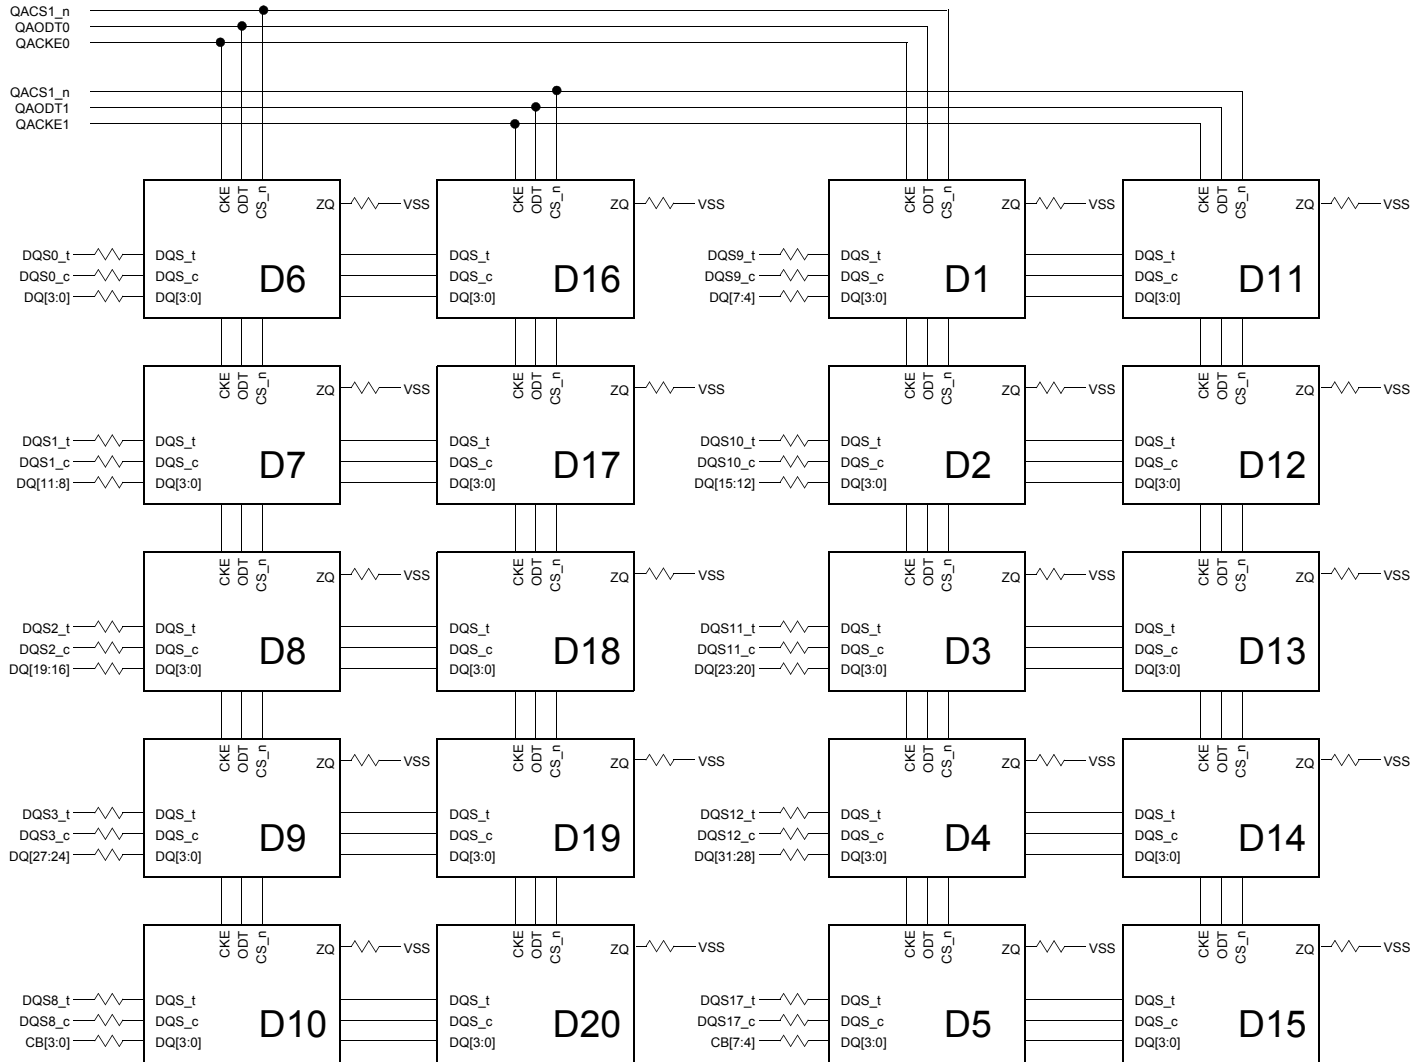 QACS1_n
QAODT0
QACKE0
QACS1_n
QAODT1
QACKE1
CKE ODT CS_n ZQ VSS CKE ODT CS_n ZQ VSS CKE ODT CS_n ZQ VSS CKE ODT CS_n ZQ VSS
DQS0_t DQS_t DQS_t DQS9_t DQS_t DQS_t
DQS0_c DQS_c D6 DQS_c D16 DQS9_c DQS_c D1 DQS_c D11
DQ[3:0] DQ[3:0] DQ[3:0] DQ[7:4] DQ[3:0] DQ[3:0]
CKE ODT CS_n ZQ VSS CKE ODT CS_n ZQ VSS CKE ODT CS_n ZQ VSS CKE ODT CS_n ZQ VSS
DQS1_t DQS_t DQS_t DQS10_t DQS_t DQS_t
DQS1_c DQS_c D7 DQS_c D17 DQS10_c DQS_c D2 DQS_c D12
DQ[11:8] DQ[3:0] DQ[3:0] DQ[15:12] DQ[3:0] DQ[3:0]
CKE ODT CS_n ZQ VSS CKE ODT CS_n ZQ VSS CKE ODT CS_n ZQ VSS CKE ODT CS_n ZQ VSS
DQS2_t DQS_t DQS_t DQS11_t DQS_t DQS_t
DQS2_c DQS_c D8 DQS_c D18 DQS11_c DQS_c D3 DQS_c D13
DQ[19:16] DQ[3:0] DQ[3:0] DQ[23:20] DQ[3:0] DQ[3:0]
CKE ODT CS_n ZQ VSS CKE ODT CS_n ZQ VSS CKE ODT CS_n ZQ VSS CKE ODT CS_n ZQ VSS
DQS3_t DQS_t DQS_t DQS12_t DQS_t DQS_t
DQS3_c DQS_c D9 DQS_c D19 DQS12_c DQS_c D4 DQS_c D14
DQ[27:24] DQ[3:0] DQ[3:0] DQ[31:28] DQ[3:0] DQ[3:0]
CKE ODT CS_n ZQ VSS CKE ODT CS_n ZQ VSS CKE ODT CS_n ZQ VSS CKE ODT CS_n ZQ VSS
DQS8_t DQS_t DQS_t DQS17_t DQS_t DQS_t
DQS8_c DQS_c D10 DQS_c D20 DQS17_c DQS_c D5 DQS_c D15
CB[3:0] DQ[3:0] DQ[3:0] CB[7:4] DQ[3:0] DQ[3:0]